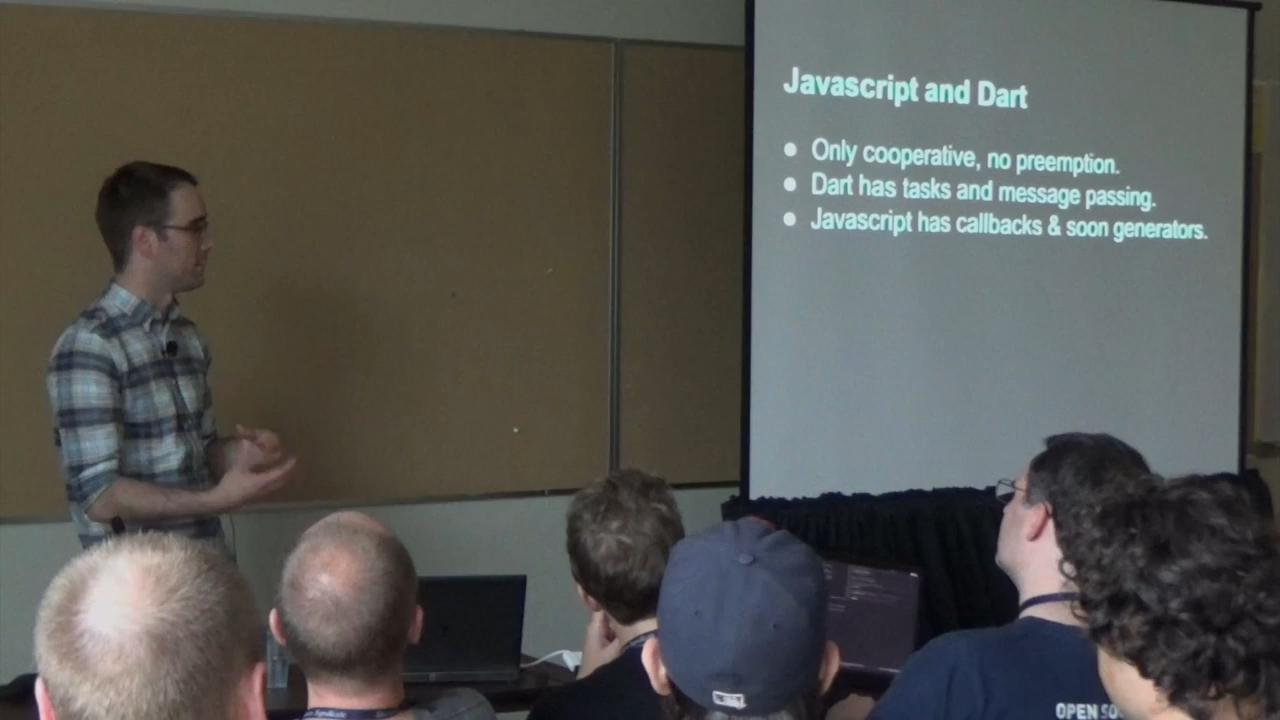 Javascript and Dart
● Only cooperative, no preemption.
● Dart has tasks and message passing.
● Javascript has callbacks & soon generators.
OPEN SO
Syndicate